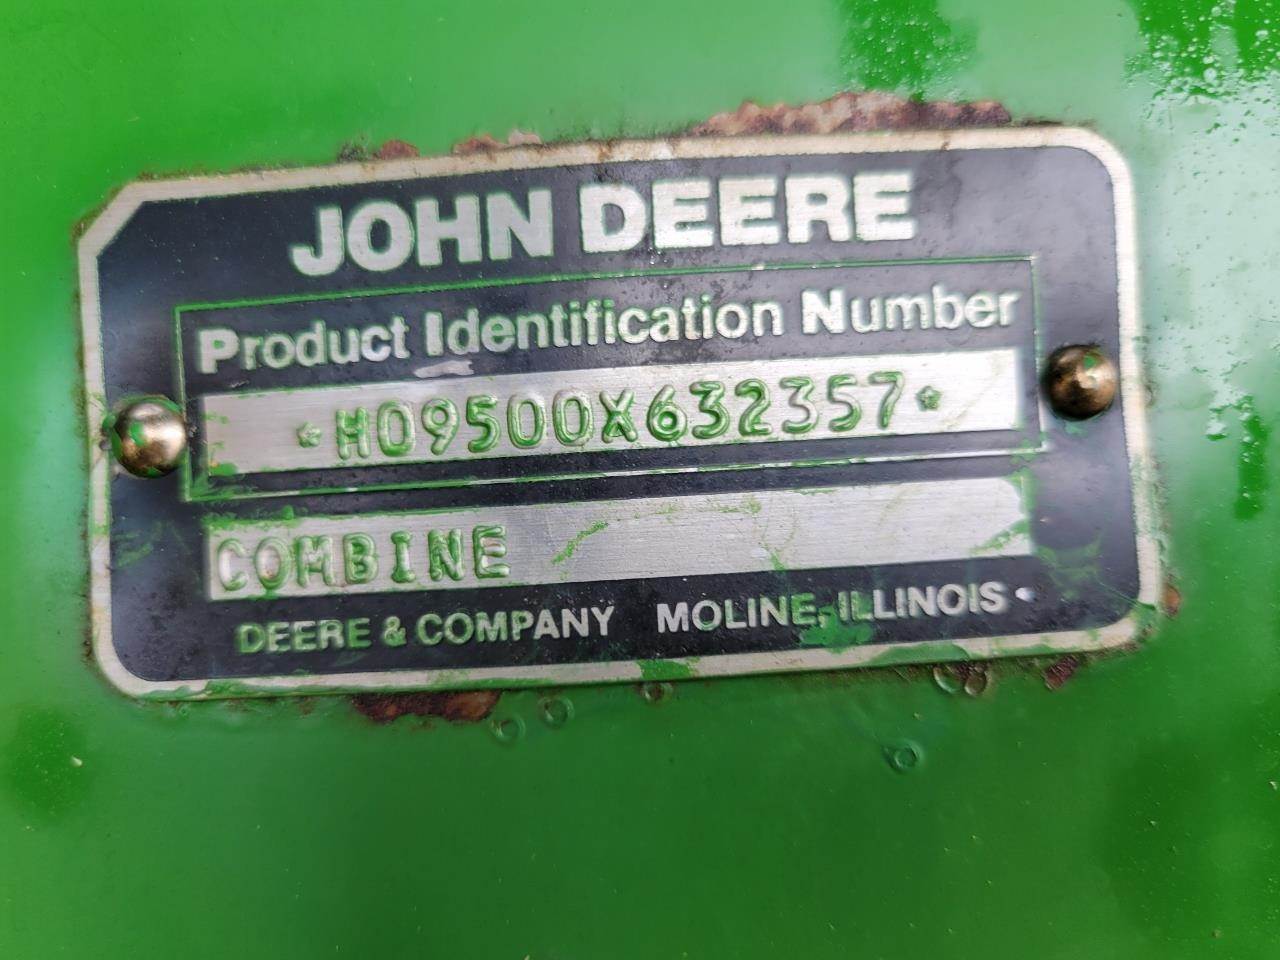 JOHN DEERE
Product Identification Number
*H09500X632357*
COMBINE
DEERE & COMPANY MOLINE, ILLINOIS